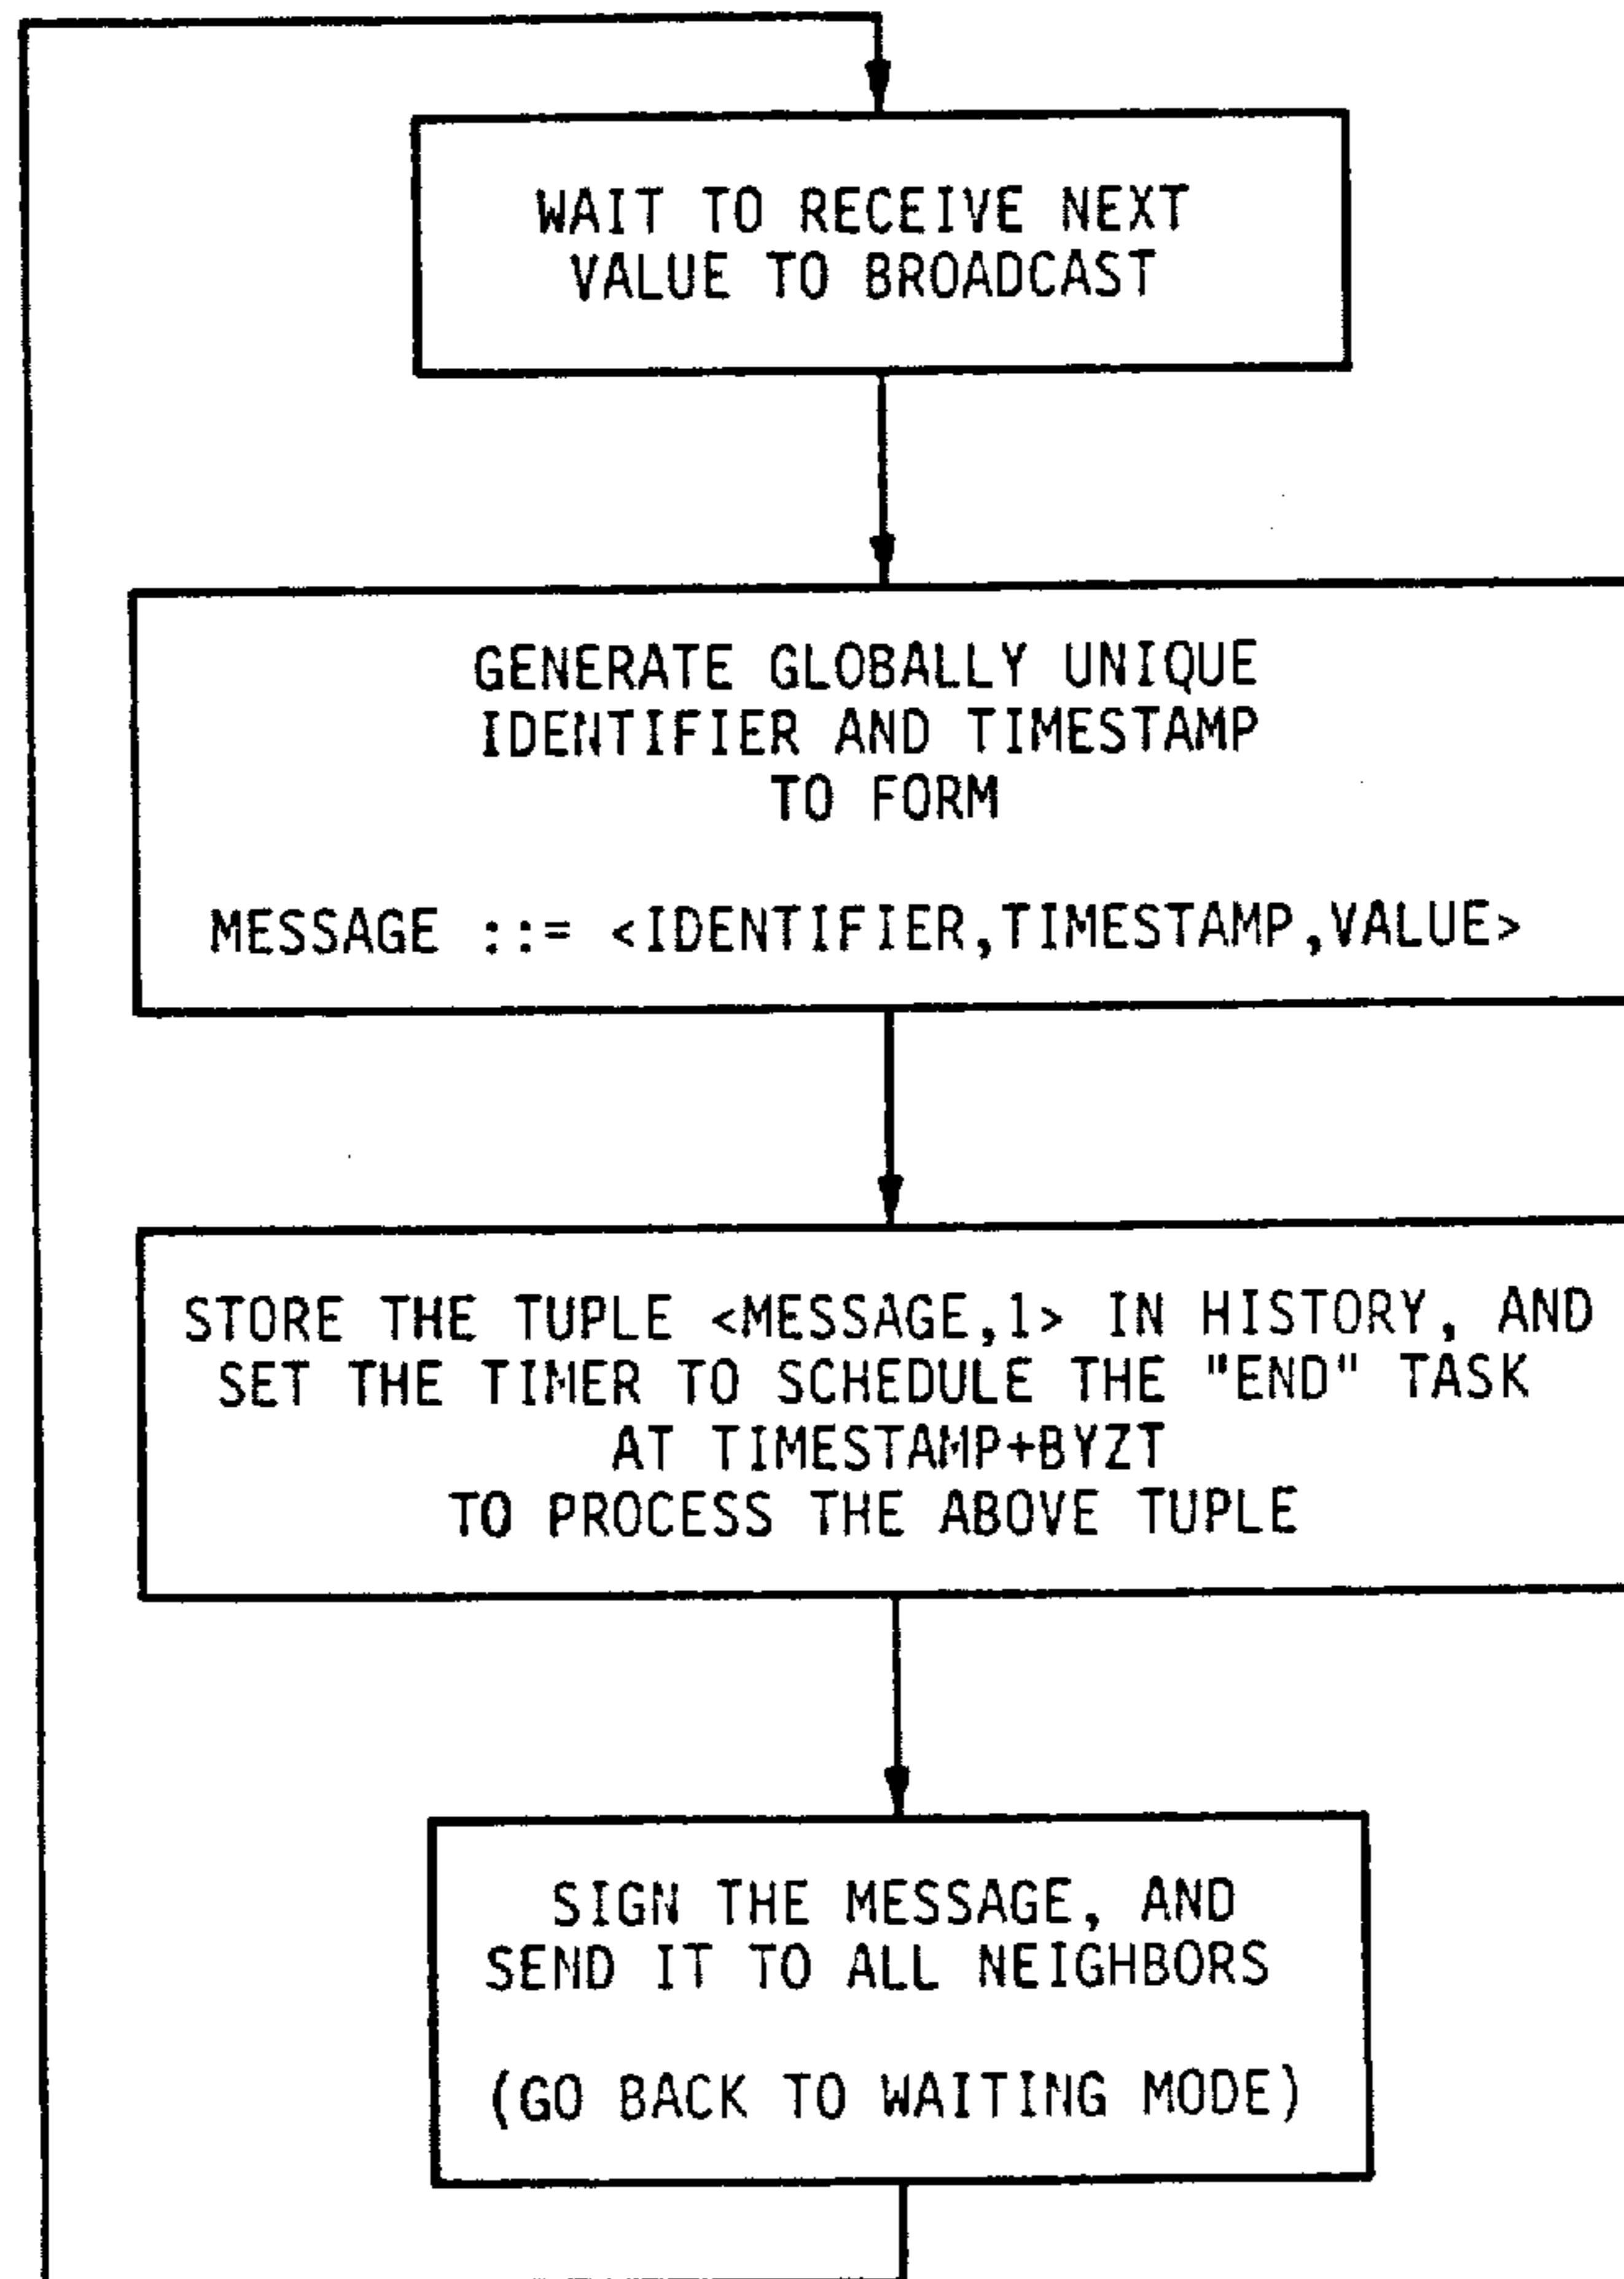 WAIT TO RECEIVE NEXT
VALUE TO BROADCAST
GENERATE GLOBALLY UNIQUE
IDENTIFIER AND TIMESTAMP
TO FORM
MESSAGE ::= <IDENTIFIER,TIMESTAMP,VALUE>
STORE THE TUPLE <MESSAGE,1> IN HISTORY, AND
SET THE TIMER TO SCHEDULE THE "END" TASK
AT TIMESTAMP+BYZT
TO PROCESS THE ABOVE TUPLE
SIGN THE MESSAGE, AND
SEND IT TO ALL NEIGHBORS
(GO BACK TO WAITING MODE)